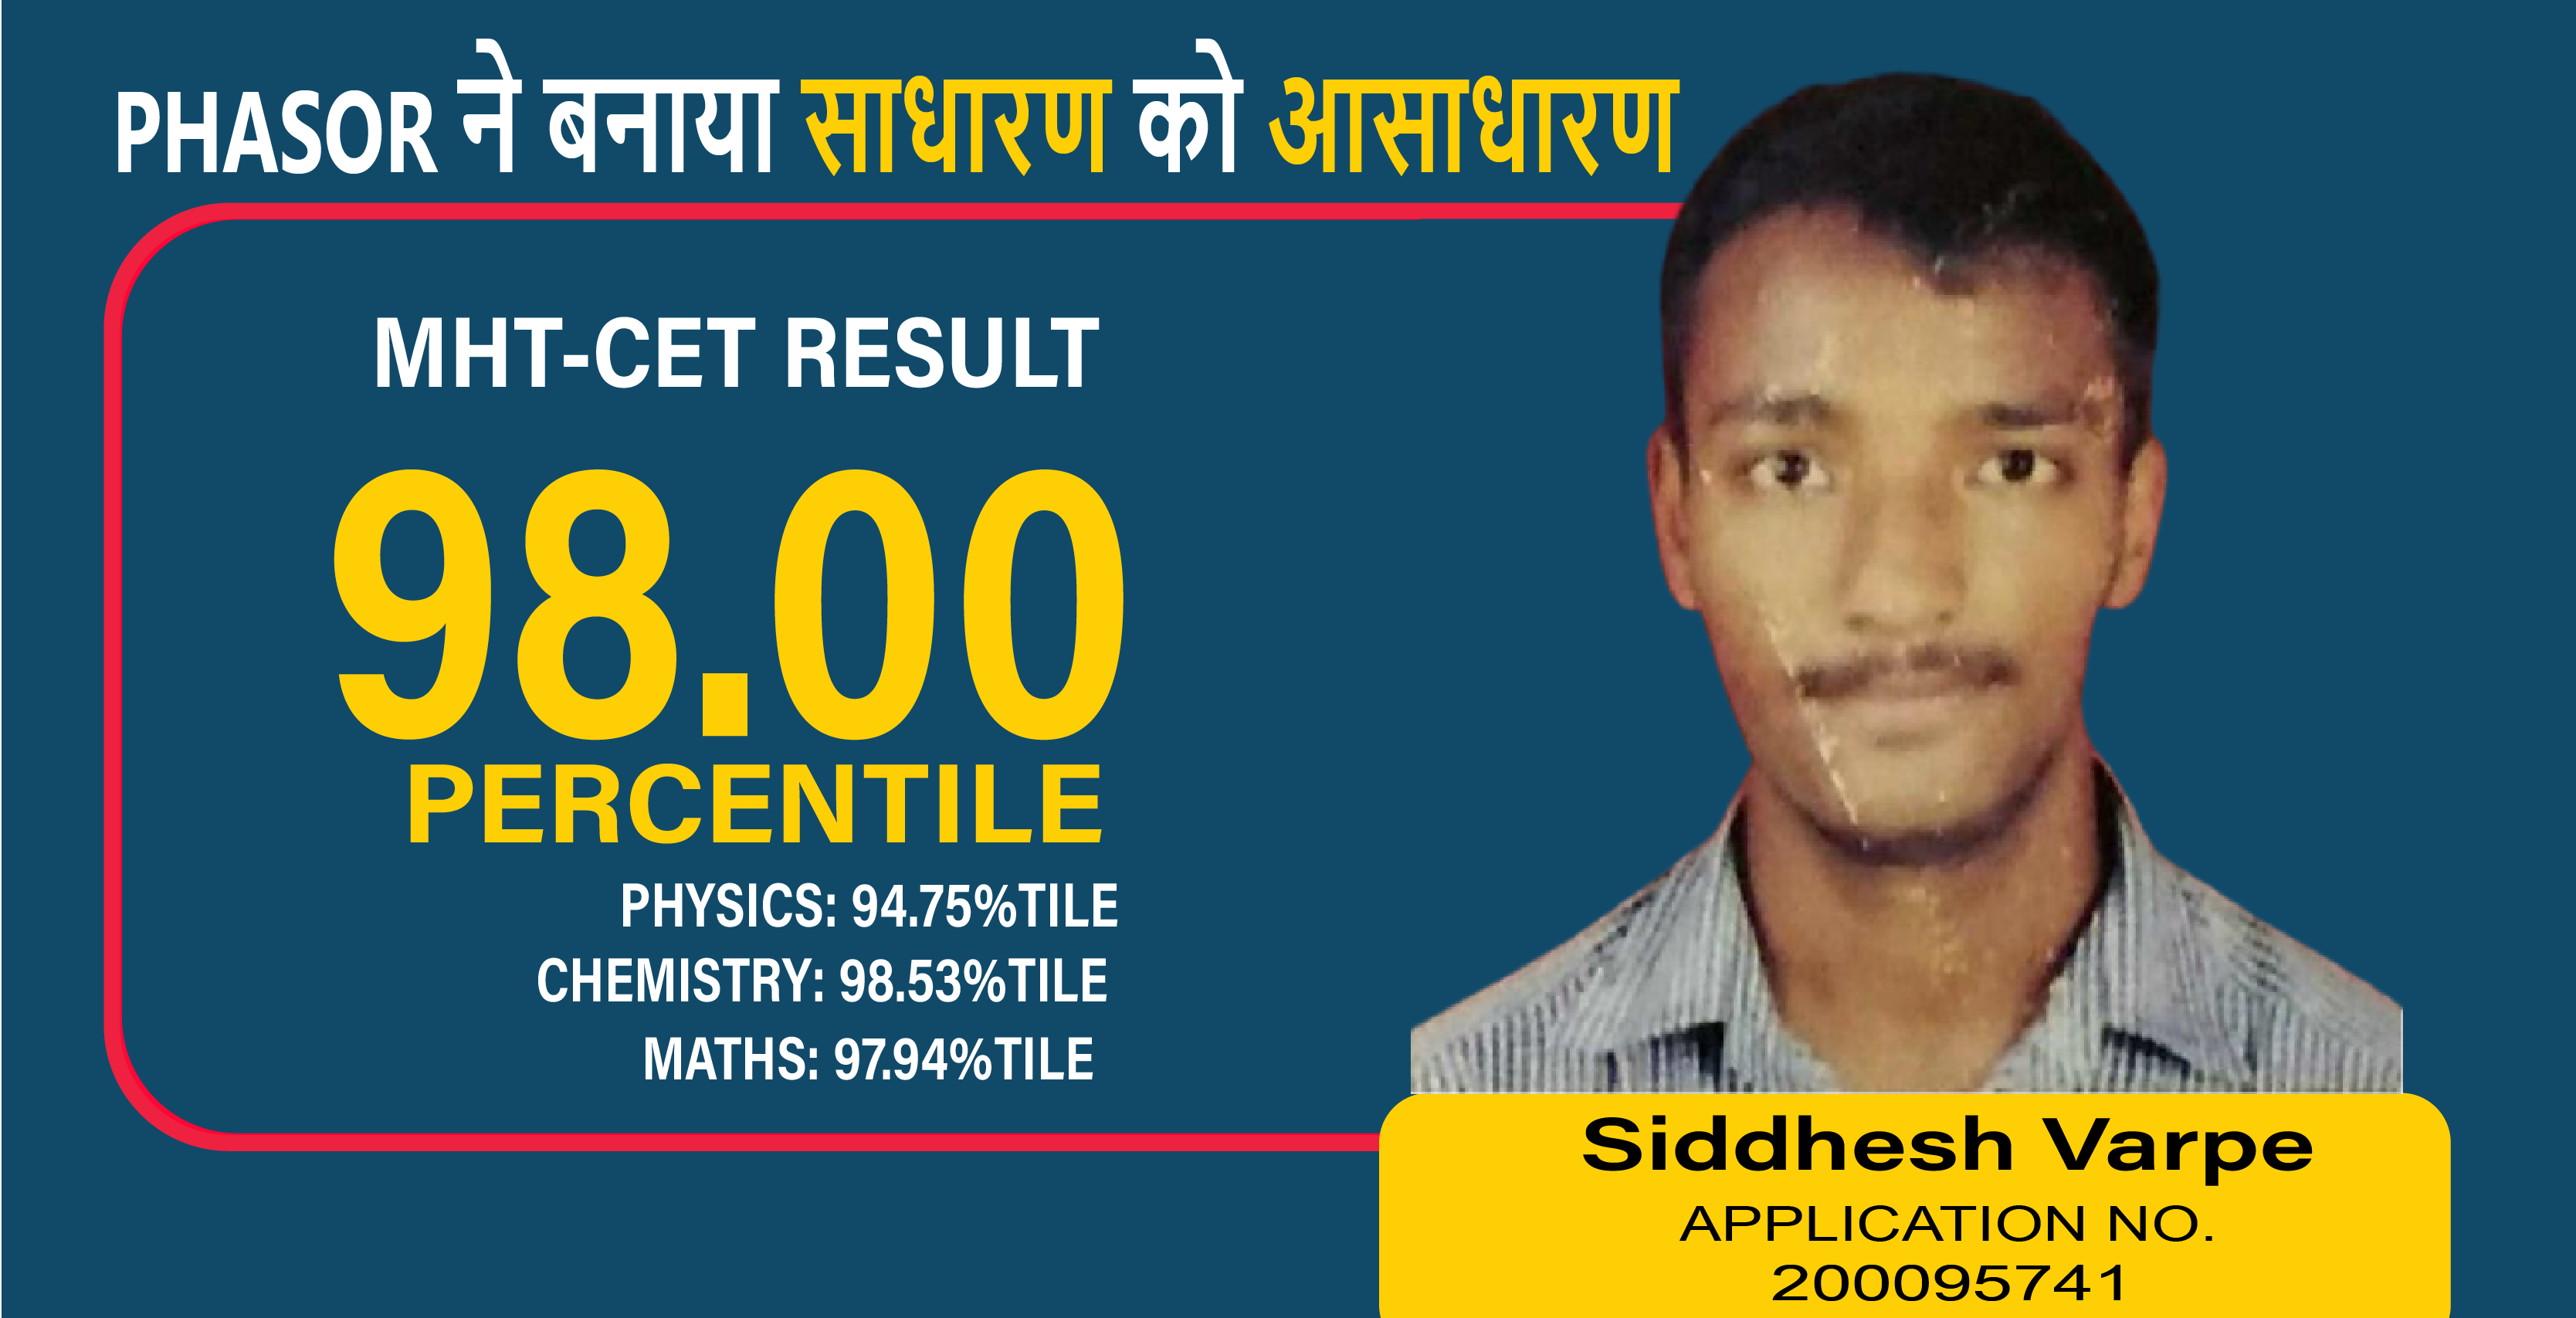 PHASOR ने बनाया साधारण को आसाधारण
MHT-CET RESULT
98.00
PERCENTILE
PHYSICS: 94.75%TILE
CHEMISTRY: 98.53%TILE
MATHS: 97.94%TILE
Siddhesh Varpe
APPLICATION NO.
200095741